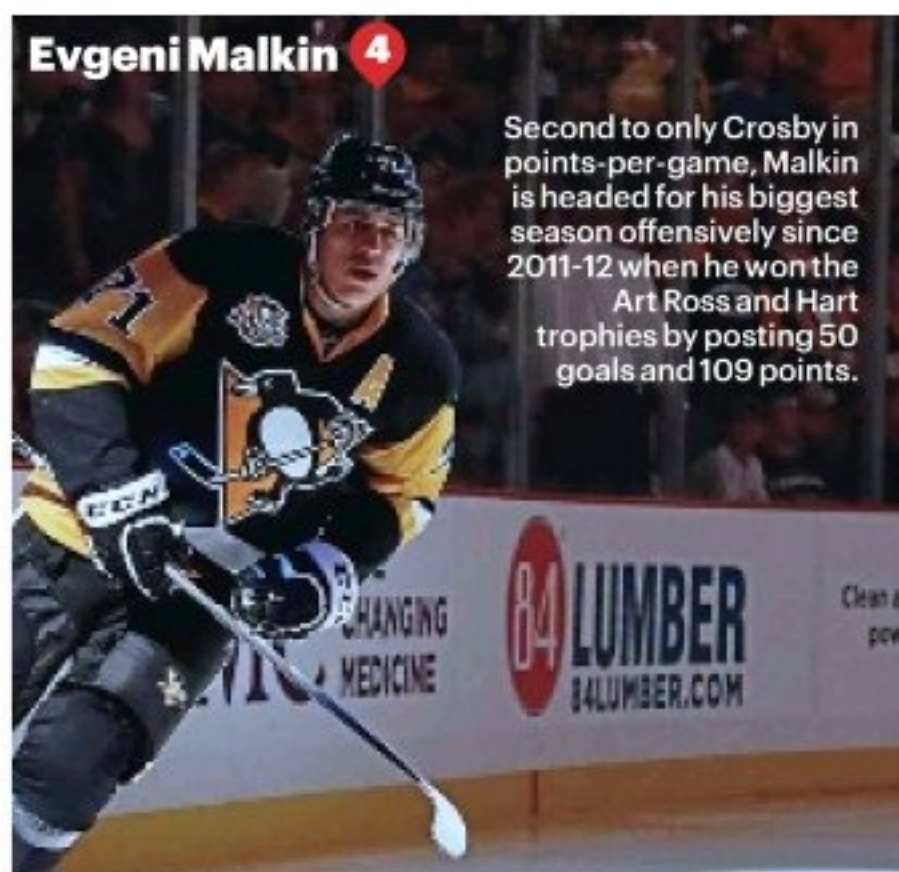 Evgeni Malkin 4
Second to only Crosby in
points-per-game, Malkin
is headed for his biggest
season offensively since
2011-12 when he won the
Art Ross and Hart
trophies by posting 50
goals and 109 points.
71
A
CCM
CHANGING
MEDICINE
84 LUMBER
84LUMBER.COM
Clean